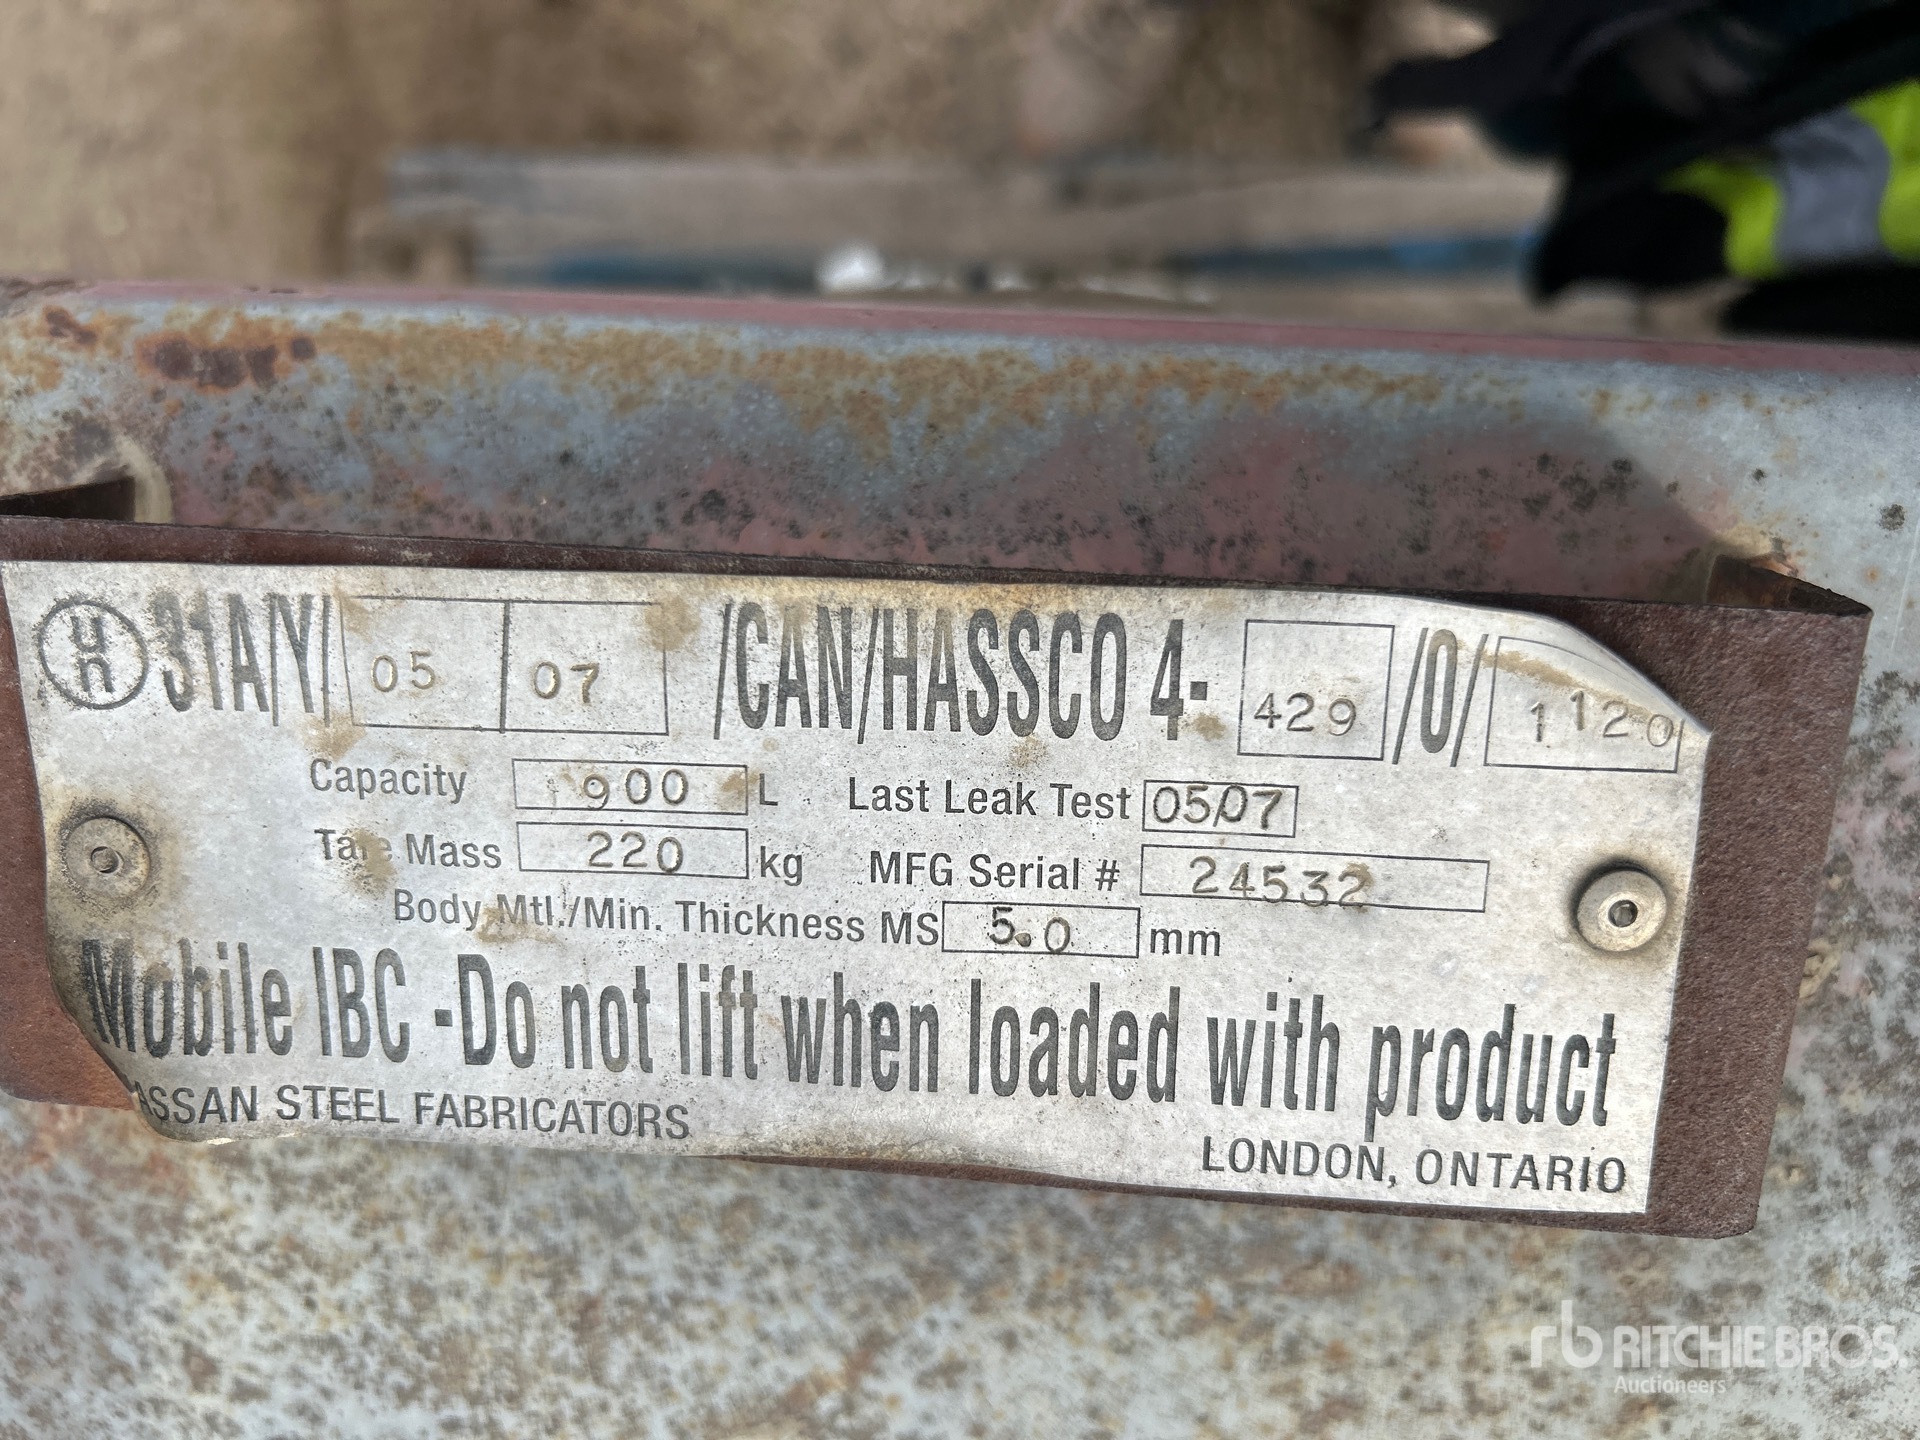 un 31A/Y/ 05 07 /CAN/HASSCO 4- 429 /0/ 1120
Capacity 900 L Last Leak Test 05/07
Tare Mass 220 kg MFG Serial # 24532
Body Mtl./Min. Thickness MS 5.0 mm
Mobile IBC -Do not lift when loaded with product
ASSAN STEEL FABRICATORS
LONDON, ONTARIO
rb RITCHIE BROS.
Auctioneers